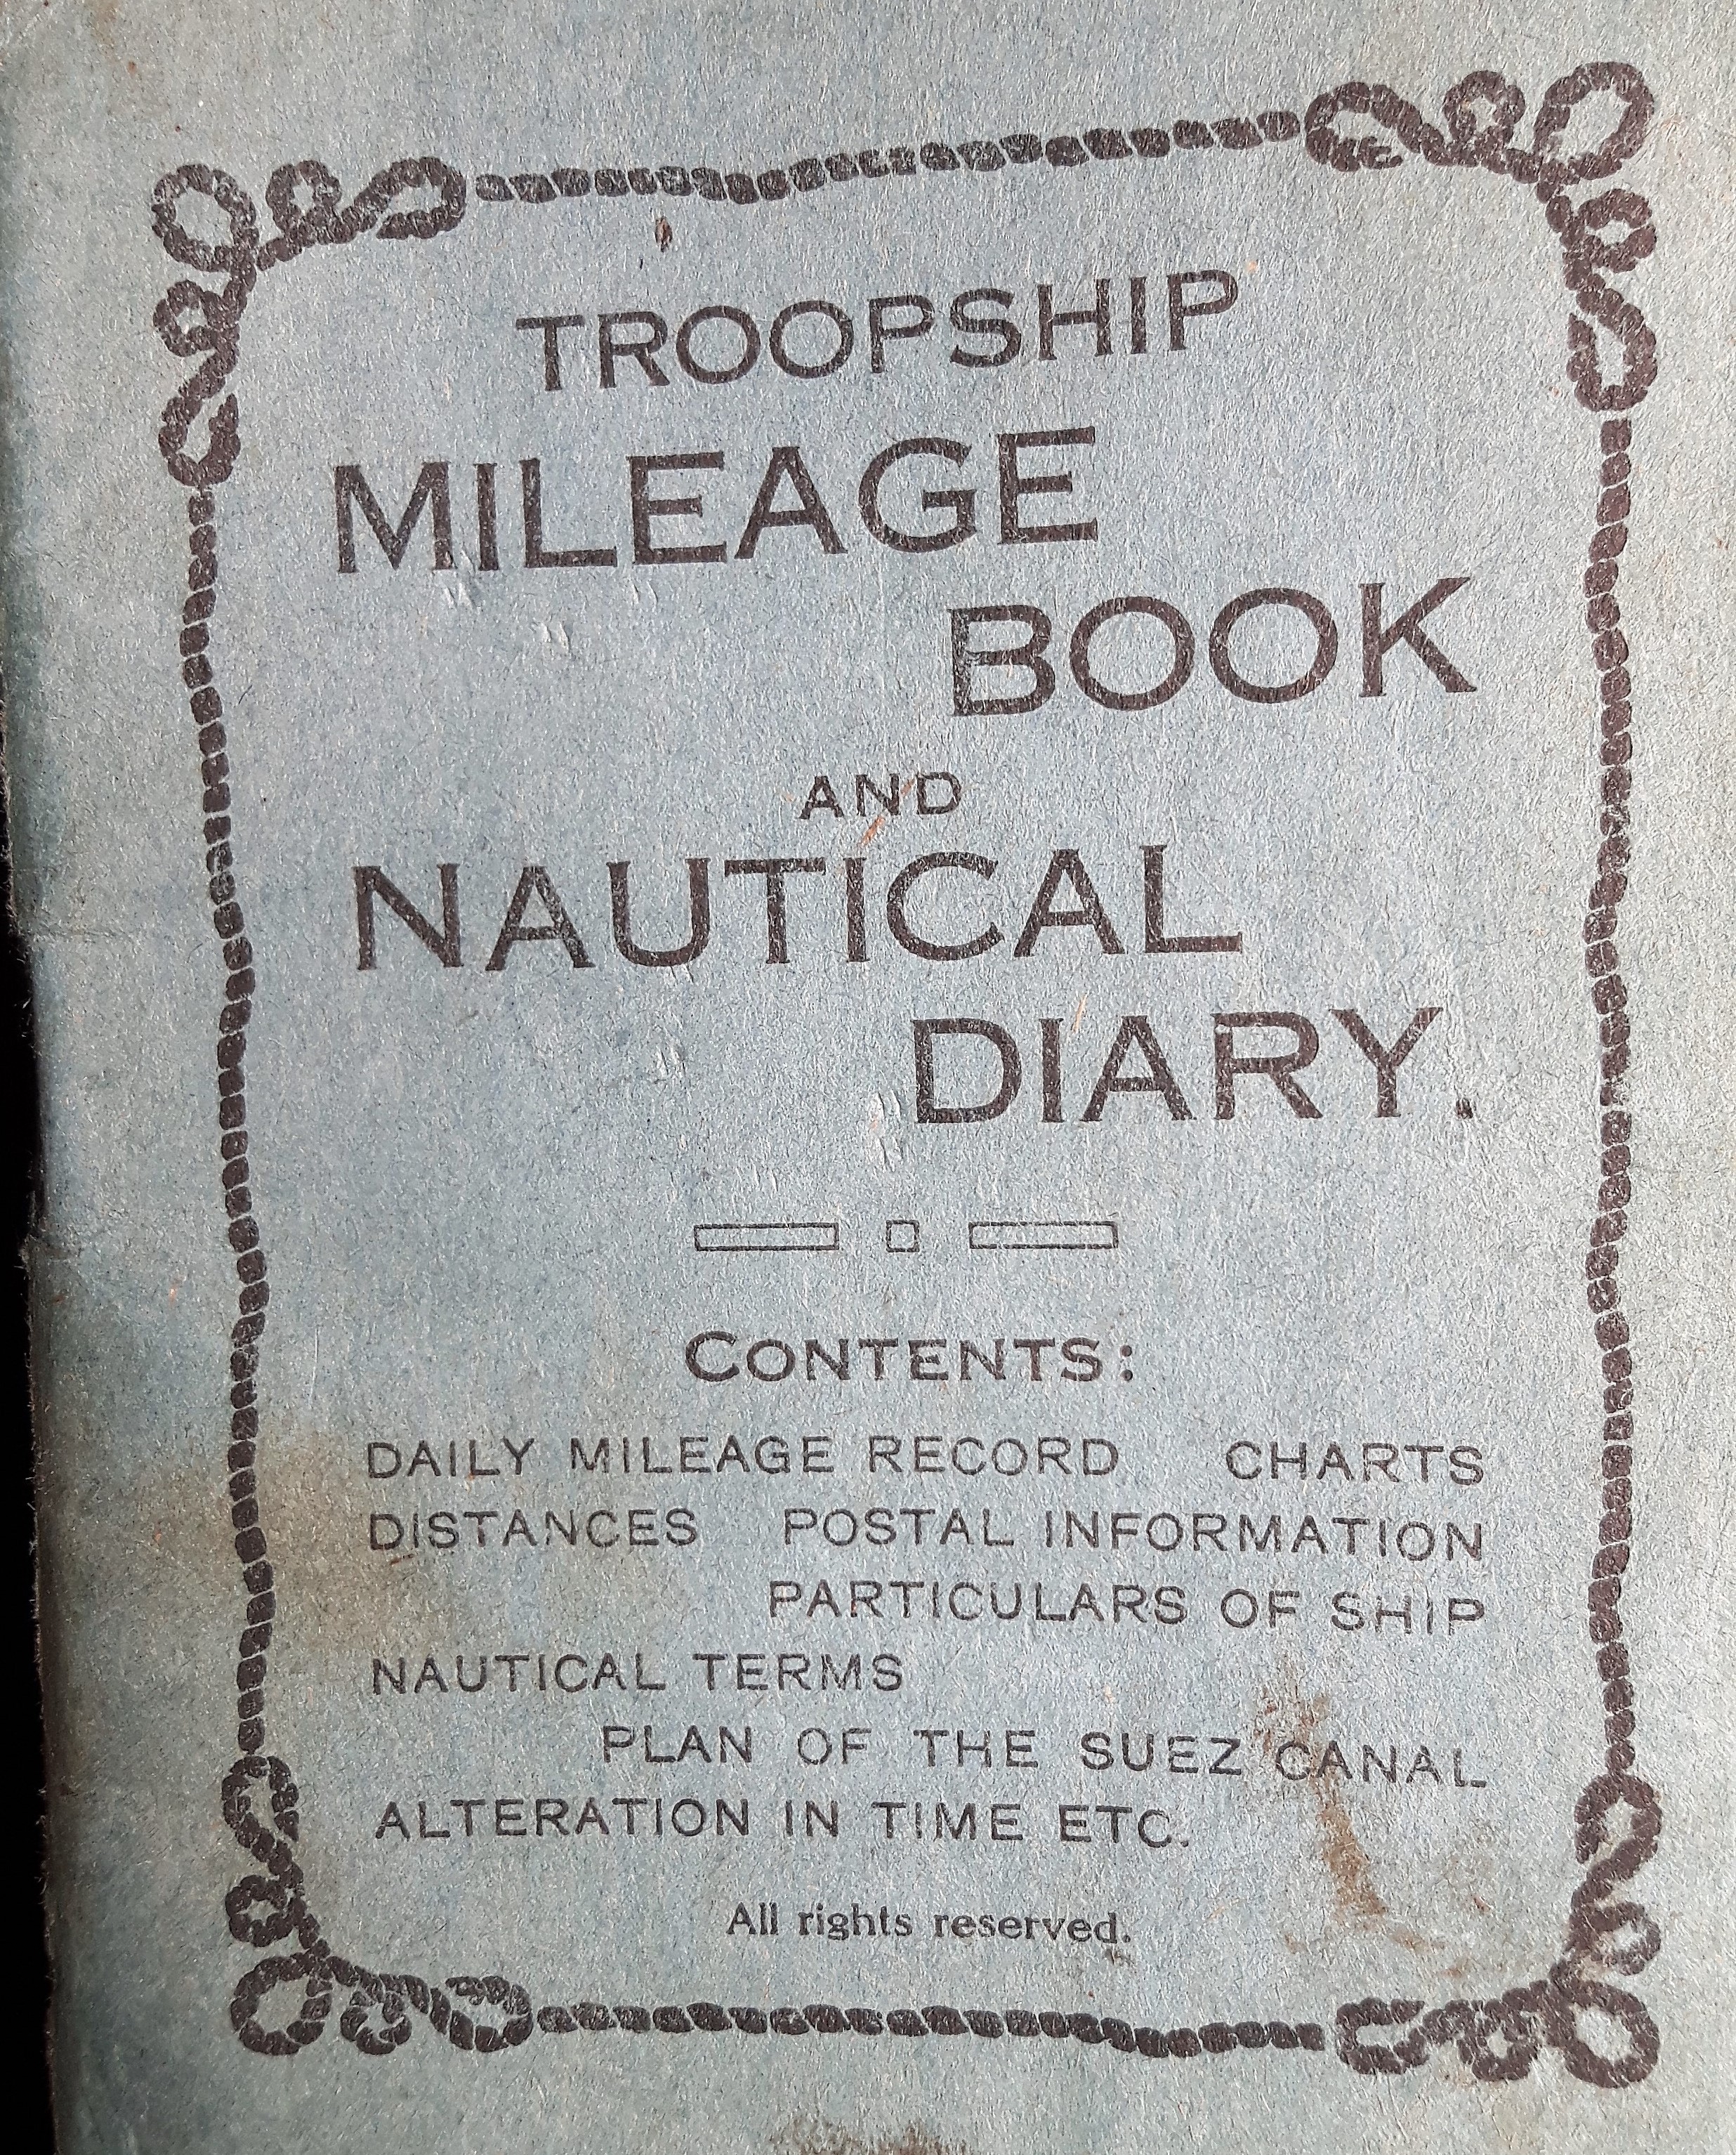 TROOPSHIP
MILEAGE
BOOK
AND
NAUTICAL
DIARY.
CONTENTS:
DAILY MILEAGE RECORD CHARTS
DISTANCES POSTAL INFORMATION
PARTICULARS OF SHIP
NAUTICAL TERMS
PLAN OF THE SUEZ CANAL
ALTERATION IN TIME ETC.
All rights reserved.